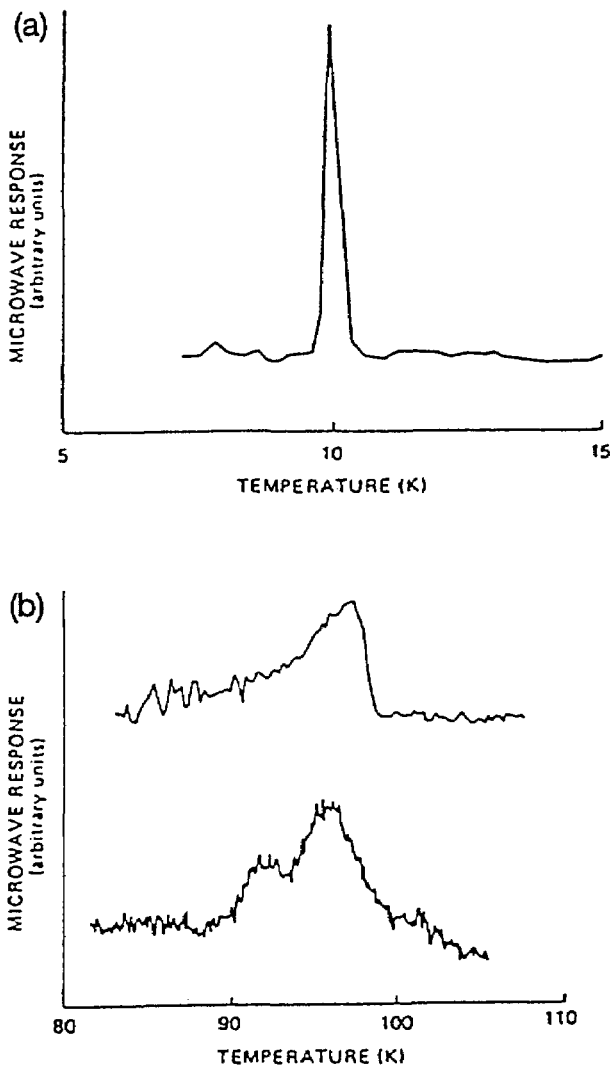 (a)
MICROWAVE RESPONSE
(arbitrary units)
5
10
15
TEMPERATURE (K)
(b)
MICROWAVE RESPONSE
(arbitrary units)
80
90
100
110
TEMPERATURE (K)